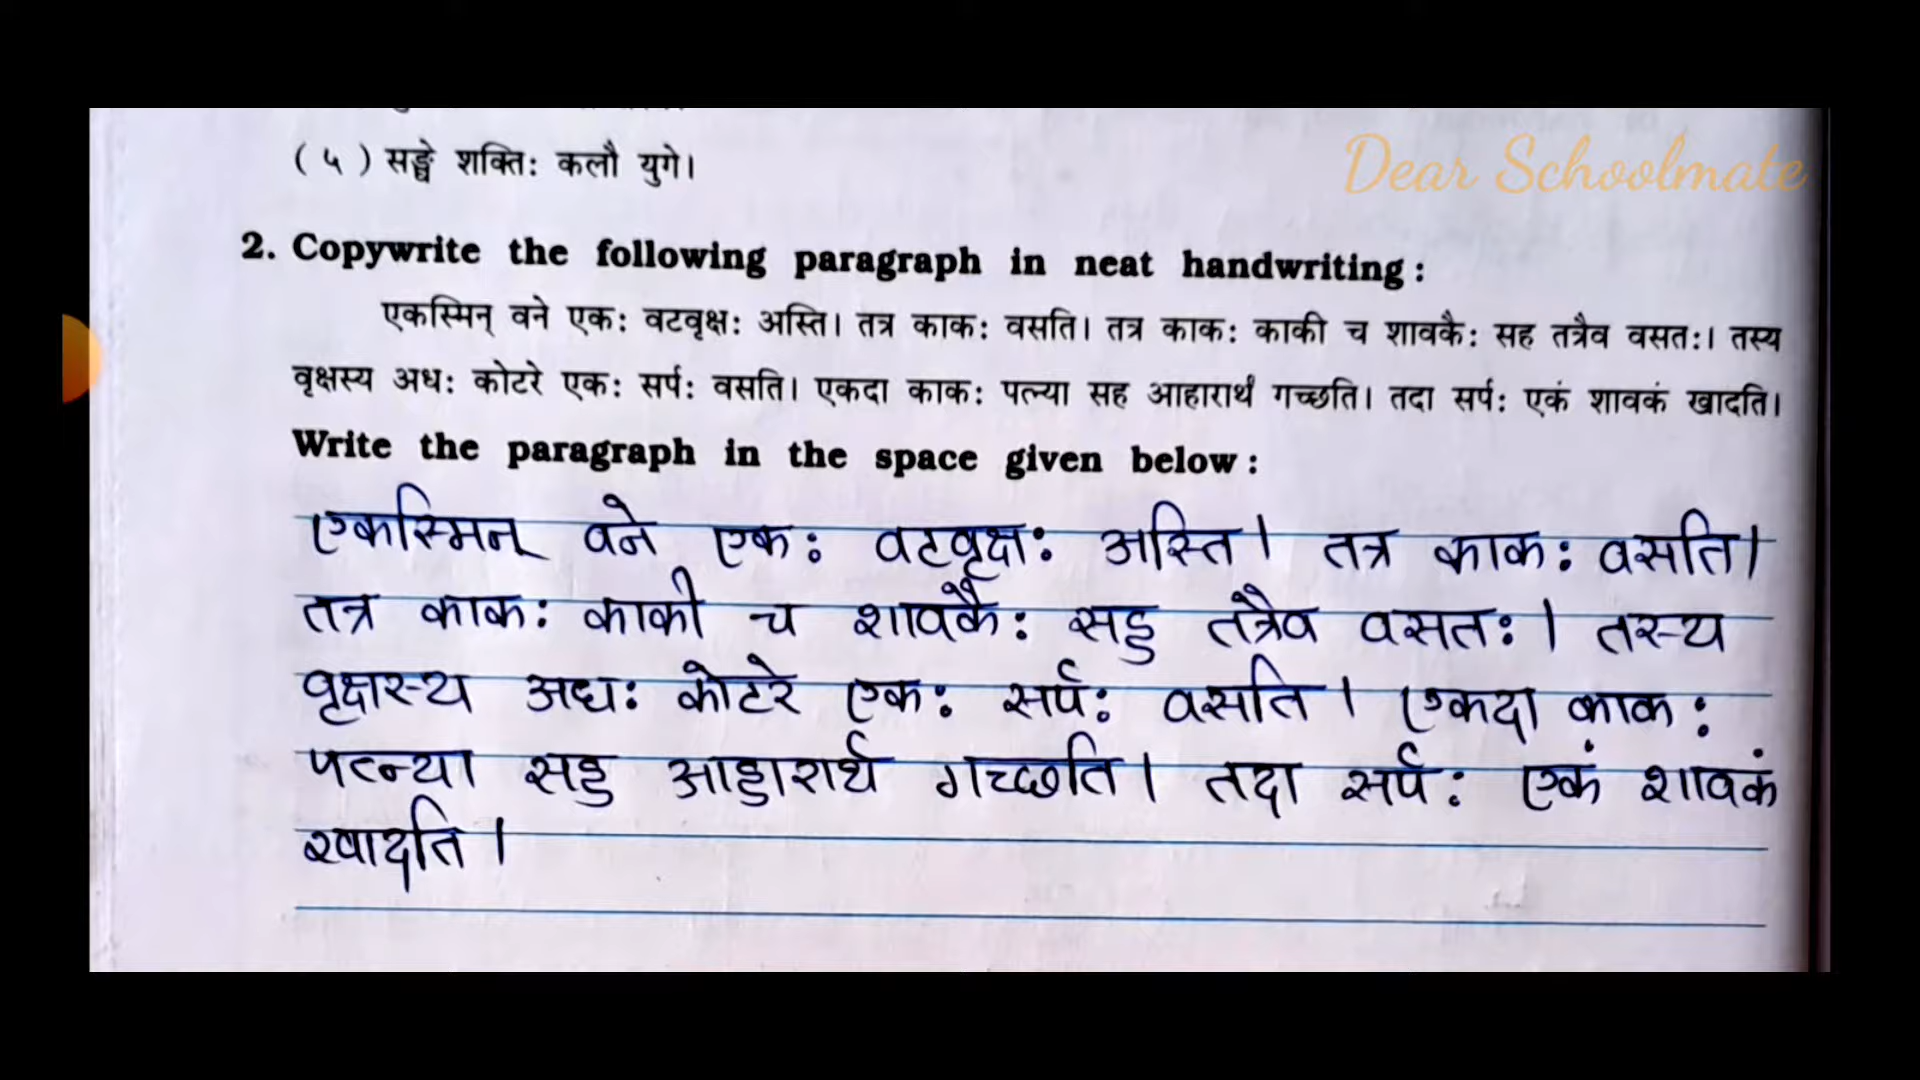 Dear Schoolmate
( ५ ) सङ्घे शक्तिः कलौ युगे।
2. Copywrite the following paragraph in neat handwriting :
एकस्मिन् वने एकः वटवृक्षः अस्ति। तत्र काकः वसति। तत्र काकः काकी च शावकैः सह तत्रैव वसतः। तस्य
वृक्षस्य अधः कोटरे एकः सर्पः वसति। एकदा काकः पत्न्या सह आहारार्थं गच्छति। तदा सर्पः एकं शावकं खादति।
Write the paragraph in the space given below :
एकस्मिन् वने एकः वटवृक्षः अस्ति। तत्र काकः वसति।
तत्र काकः काकी च शावकैः सह तत्रैव वसतः। तस्य
वृक्षस्य अधः कोटरे एकः सर्पः वसति। एकदा काकः
पत्न्या सह आहारार्थ गच्छति। तदा सर्पः एकं शावकं
खादति।